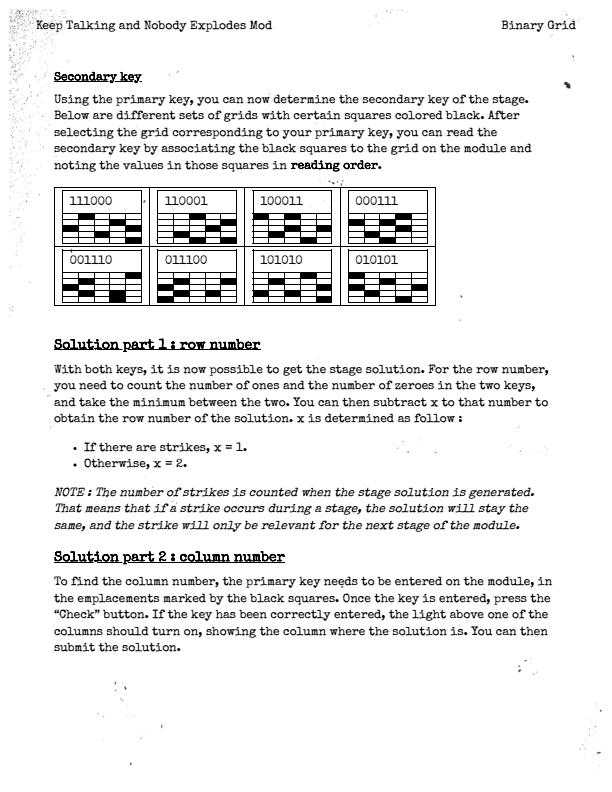 Keep Talking and Nobody Explodes Mod Binary Grid
Secondary key
Using the primary key, you can now determine the secondary key of the stage.
Below are different sets of grids with certain squares colored black. After
selecting the grid corresponding to your primary key, you can read the
secondary key by associating the black squares to the grid on the module and
noting the values in those squares in reading order.
111000 110001 100011 000111
001110 011100 101010 010101
Solution part 1 : row number
With both keys, it is now possible to get the stage solution. For the row number,
you need to count the number of ones and the number of zeroes in the two keys,
and take the minimum between the two. You can then subtract x to that number to
obtain the row number of the solution. x is determined as follow :
• If there are strikes, x = 1.
• Otherwise, x = 2.
NOTE : The number of strikes is counted when the stage solution is generated.
That means that if a strike occurs during a stage, the solution will stay the
same, and the strike will only be relevant for the next stage of the module.
Solution part 2 : column number
To find the column number, the primary key needs to be entered on the module, in
the emplacements marked by the black squares. Once the key is entered, press the
“Check” button. If the key has been correctly entered, the light above one of the
columns should turn on, showing the column where the solution is. You can then
submit the solution.